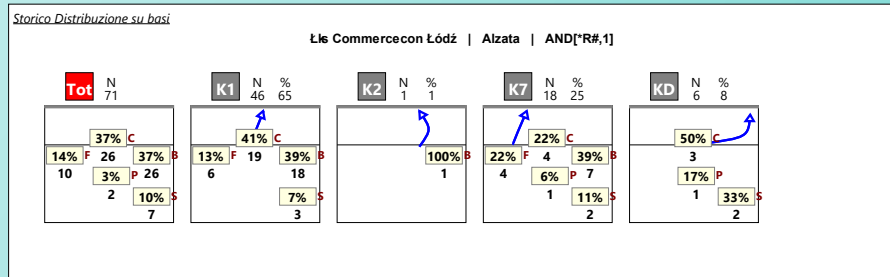 Storico Distribuzione su basi
Łks Commercecon Łódź | Alzata | AND[*R#,1]
Tot N 71
K1 N 46 % 65
K2 N 1 % 1
K7 N 18 % 25
KD N 6 % 8
37% C 26
14% F 10
37% B 26
3% P 2
10% S 7
41% C 19
13% F 6
39% B 18
7% S 3
100% B 1
22% C 4
22% F 4
39% B 7
6% P 1
11% S 2
50% C 3
17% P 1
33% S 2